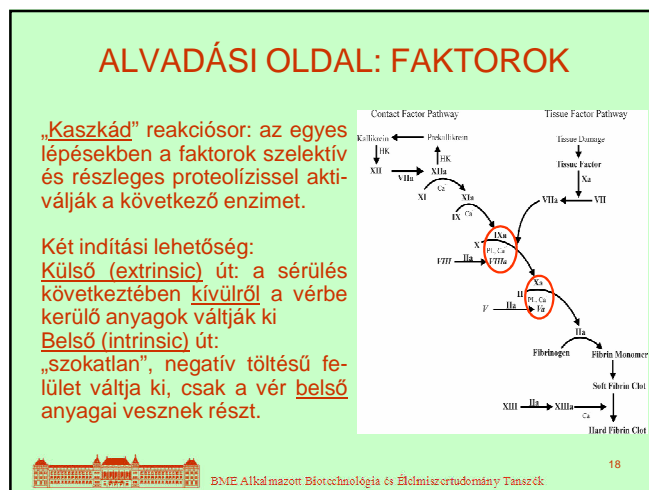 ALVADÁSI OLDAL: FAKTOROK
„Kaszkád” reakciósor: az egyes
lépésekben a faktorok szelektív
és részleges proteolízissel akti-
válják a következő enzimet.
Két indítási lehetőség:
Külső (extrinsic) út: a sérülés
következtében kívülről a vérbe
kerülő anyagok váltják ki
Belső (intrinsic) út:
„szokatlan”, negatív töltésű fe-
lület váltja ki, csak a vér belső
anyagai vesznek részt.
Contact Factor Pathway
Tissue Factor Pathway
Kallikrein
Prekallikrein
Tissue Damage
HK
HK
Tissue Factor
XII
VIIa
XIIa
Xa
XI
Ca
XIa
VIIa
VII
IX
Ca
IXa
X
PL, Ca
VIII
IIa
VIIIa
Xa
II
PL, Ca
V
IIa
Va
IIa
Fibrinogen
Fibrin Monomer
Soft Fibrin Clot
XIII
IIa
XIIIa
Ca
Hard Fibrin Clot
18
BME Alkalmazott Biotechnológia és Élelmiszertudomány Tanszék